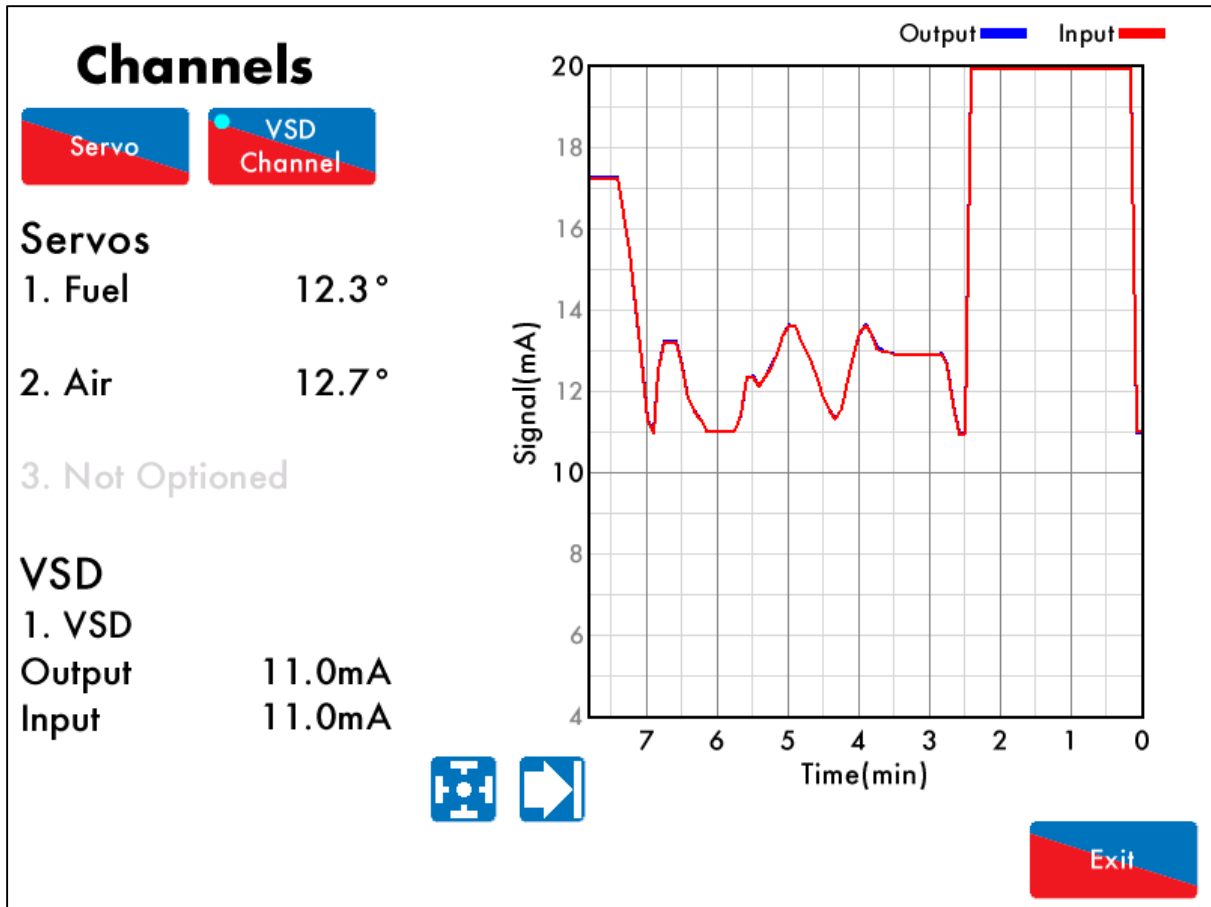 Channels
Servo
VSD
Channel
Servos
1. Fuel 12.3°
2. Air 12.7°
3. Not Optioned
VSD
1. VSD
Output 11.0mA
Input 11.0mA
Output Input
Signal(mA)
20
18
16
14
12
10
8
6
4
7 6 5 4 3 2 1 0
Time(min)
Exit